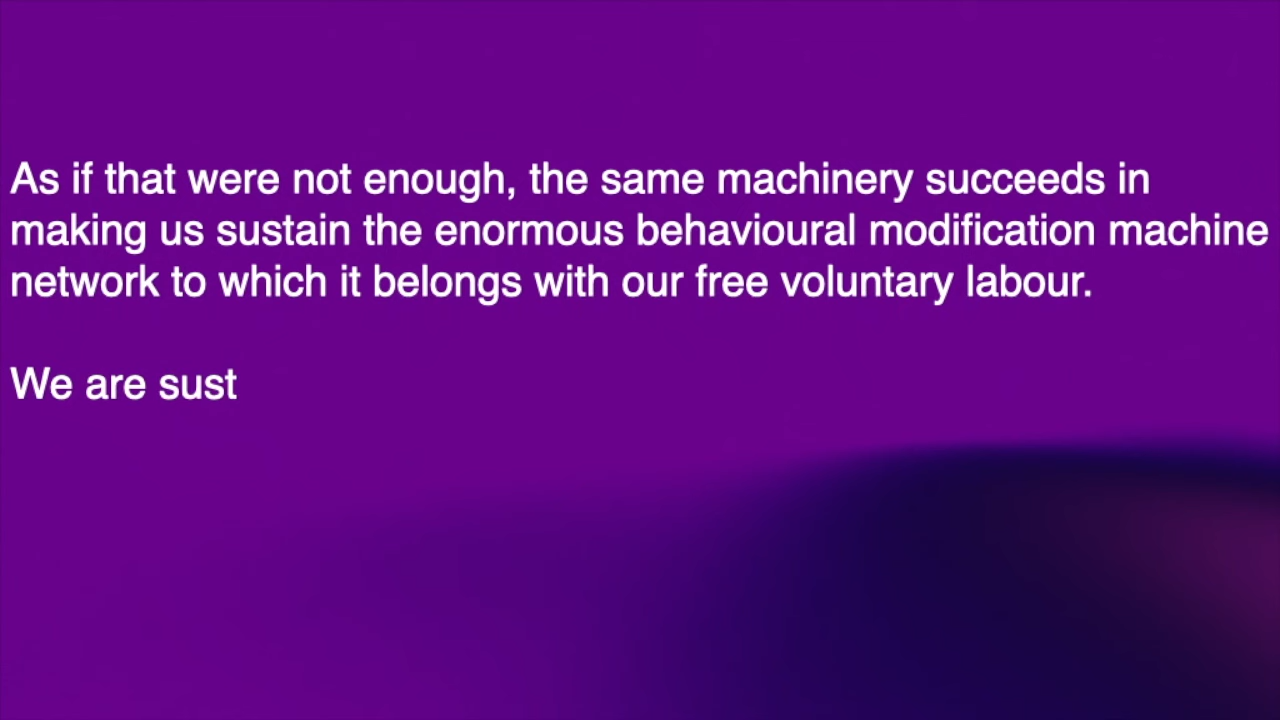 As if that were not enough, the same machinery succeeds in
making us sustain the enormous behavioural modification machine
network to which it belongs with our free voluntary labour.
We are sust